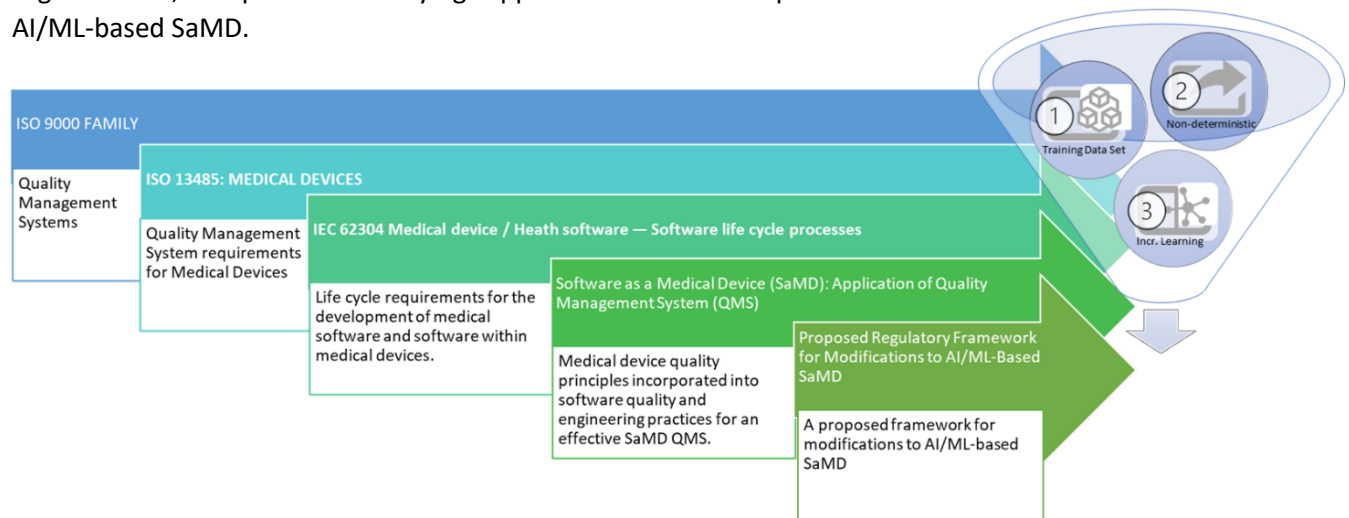 AI/ML-based SaMD.
ISO 9000 FAMILY
Quality
Management
Systems
ISO 13485: MEDICAL DEVICES
Quality Management
System requirements
for Medical Devices
IEC 62304 Medical device / Heath software — Software life cycle processes
Life cycle requirements for the
development of medical
software and software within
medical devices.
Software as a Medical Device (SaMD): Application of Quality
Management System (QMS)
Medical device quality
principles incorporated into
software quality and
engineering practices for an
effective SaMD QMS.
Proposed Regulatory Framework
for Modifications to AI/ML-Based
SaMD
A proposed framework for
modifications to AI/ML-based
SaMD
1
Training Data Set
2
Non-deterministic
3
Incr. Learning